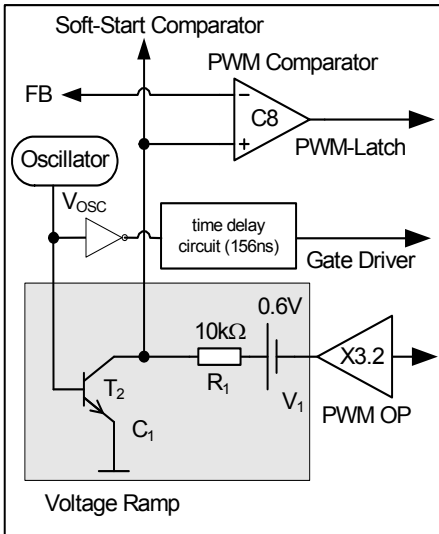 Soft-Start Comparator
PWM Comparator
FB
C8
Oscillator
PWM-Latch
VOSC
time delay
circuit (156ns)
Gate Driver
0.6V
10kΩ
X3.2
T2
R1
V1
C1
PWM OP
Voltage Ramp